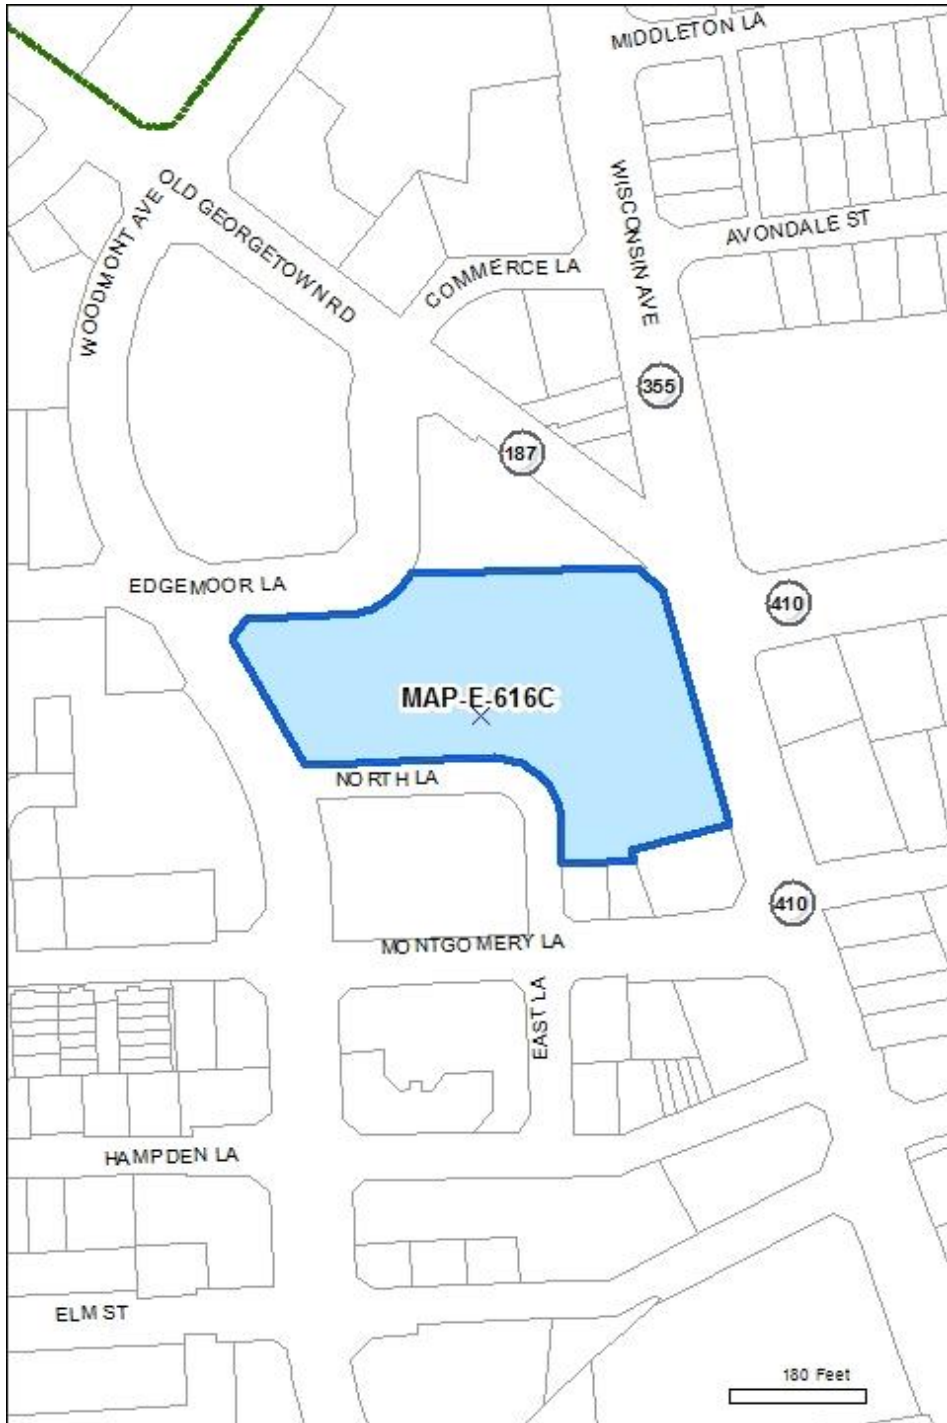 MIDDLETON LA
WOODMONT AVE
OLD GEORGETOWN RD
WISCONSIN AVE
AVONDALE ST
COMMERCE LA
355
187
EDGEMOOR LA
410
MAP-E-616C
NORTH LA
410
MONTGOMERY LA
EAST LA
HAMPDEN LA
ELM ST
180 Feet